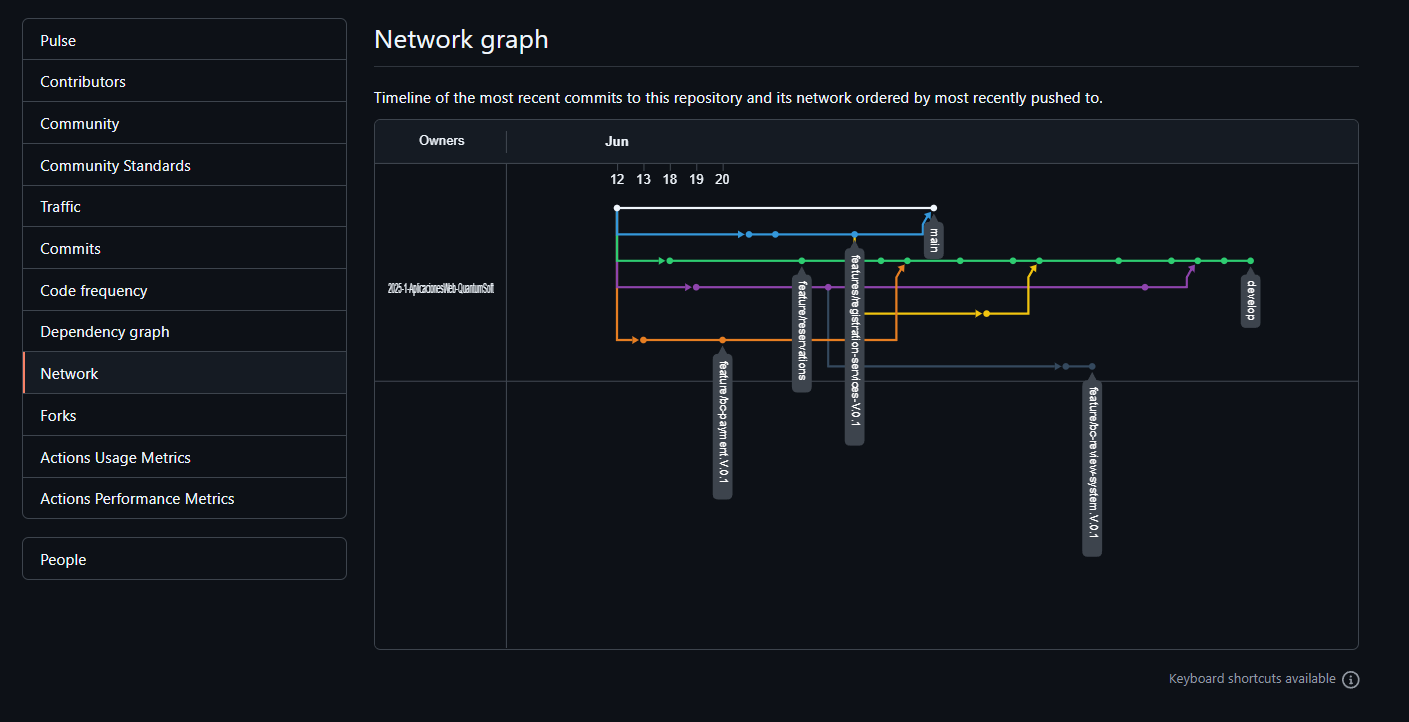 Pulse
Contributors
Community
Community Standards
Traffic
Commits
Code frequency
Dependency graph
Network
Forks
Actions Usage Metrics
Actions Performance Metrics
People
Network graph
Timeline of the most recent commits to this repository and its network ordered by most recently pushed to.
Owners
Jun
12 13 18 19 20
2025-1-AplicacionesWeb-QuantumSoft
main
develop
feature/reservations
features/registration-services-V.0.1
feature/bc-payment.V.0.1
feature/bc-review-system.V.0.1
Keyboard shortcuts available